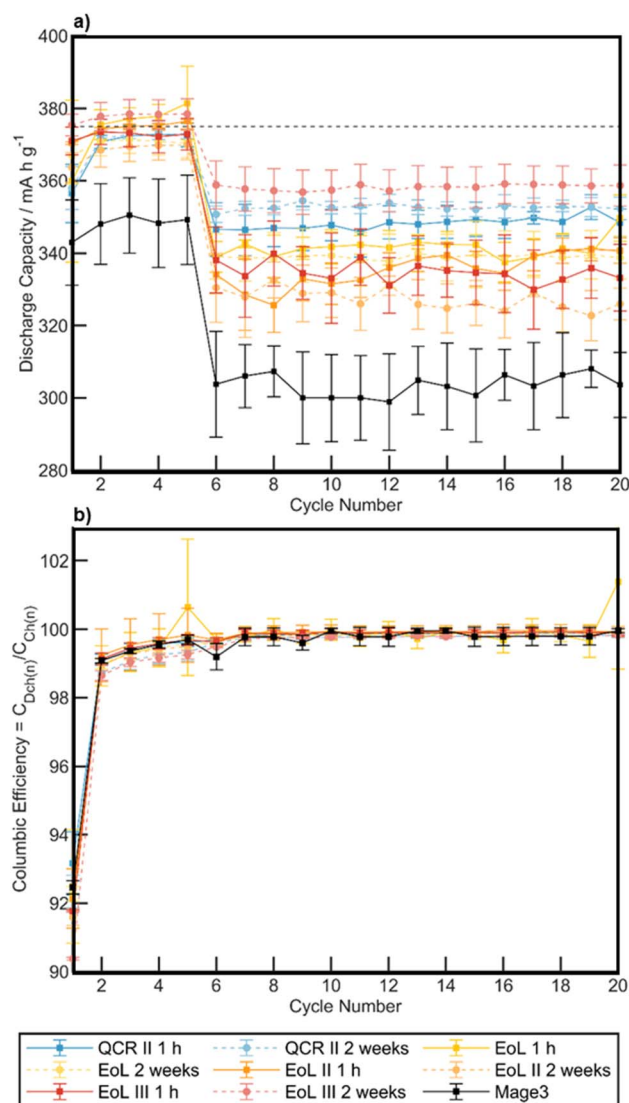 a)
400
380
360
340
320
300
280
Discharge Capacity / mA h g⁻¹
2 4 6 8 10 12 14 16 18 20
Cycle Number
b)
102
100
98
96
94
92
90
Columbic Efficiency = C_Dch(n)/C_Ch(n)
2 4 6 8 10 12 14 16 18 20
Cycle Number
QCR II 1 h QCR II 2 weeks EoL 1 h
EoL 2 weeks EoL II 1 h EoL II 2 weeks
EoL III 1 h EoL III 2 weeks Mage3